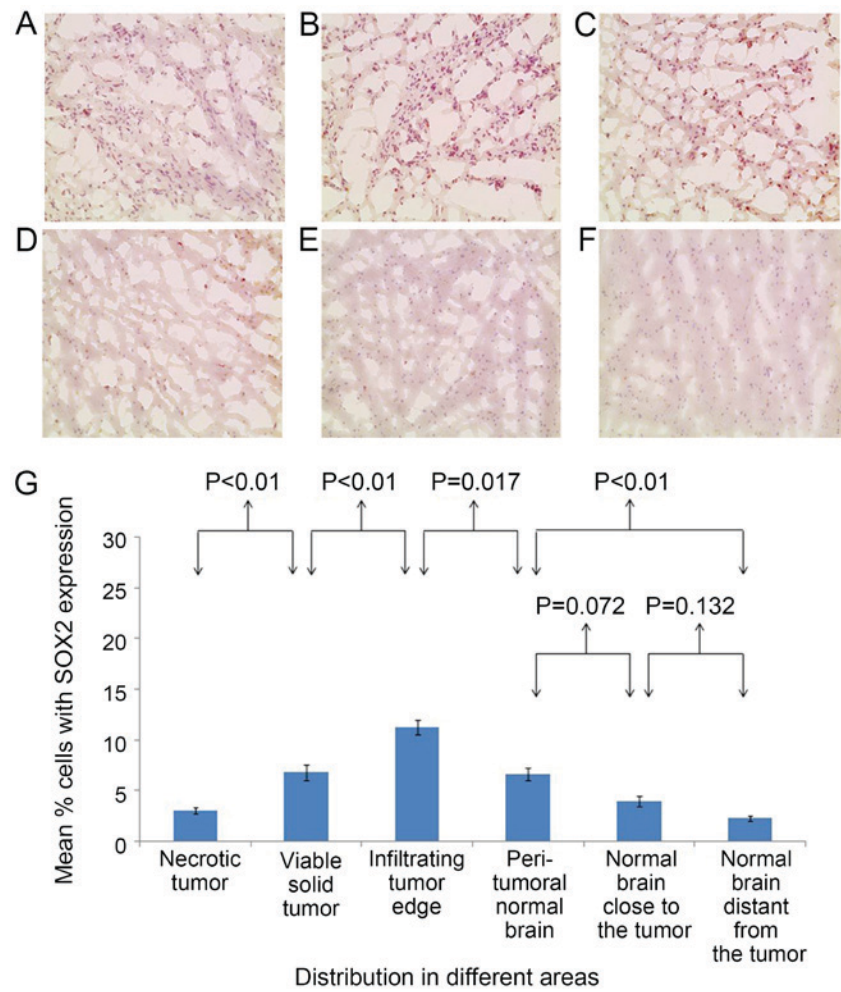 A
B
C
D
E
F
G
P<0.01
P<0.01
P=0.017
P<0.01
P=0.072
P=0.132
Mean % cells with SOX2 expression
30
25
20
15
10
5
0
Necrotic
tumor
Viable
solid
tumor
Infiltrating
tumor
edge
Peri-
tumoral
normal
brain
Normal
brain
close to
the tumor
Normal
brain
distant
from
the tumor
Distribution in different areas